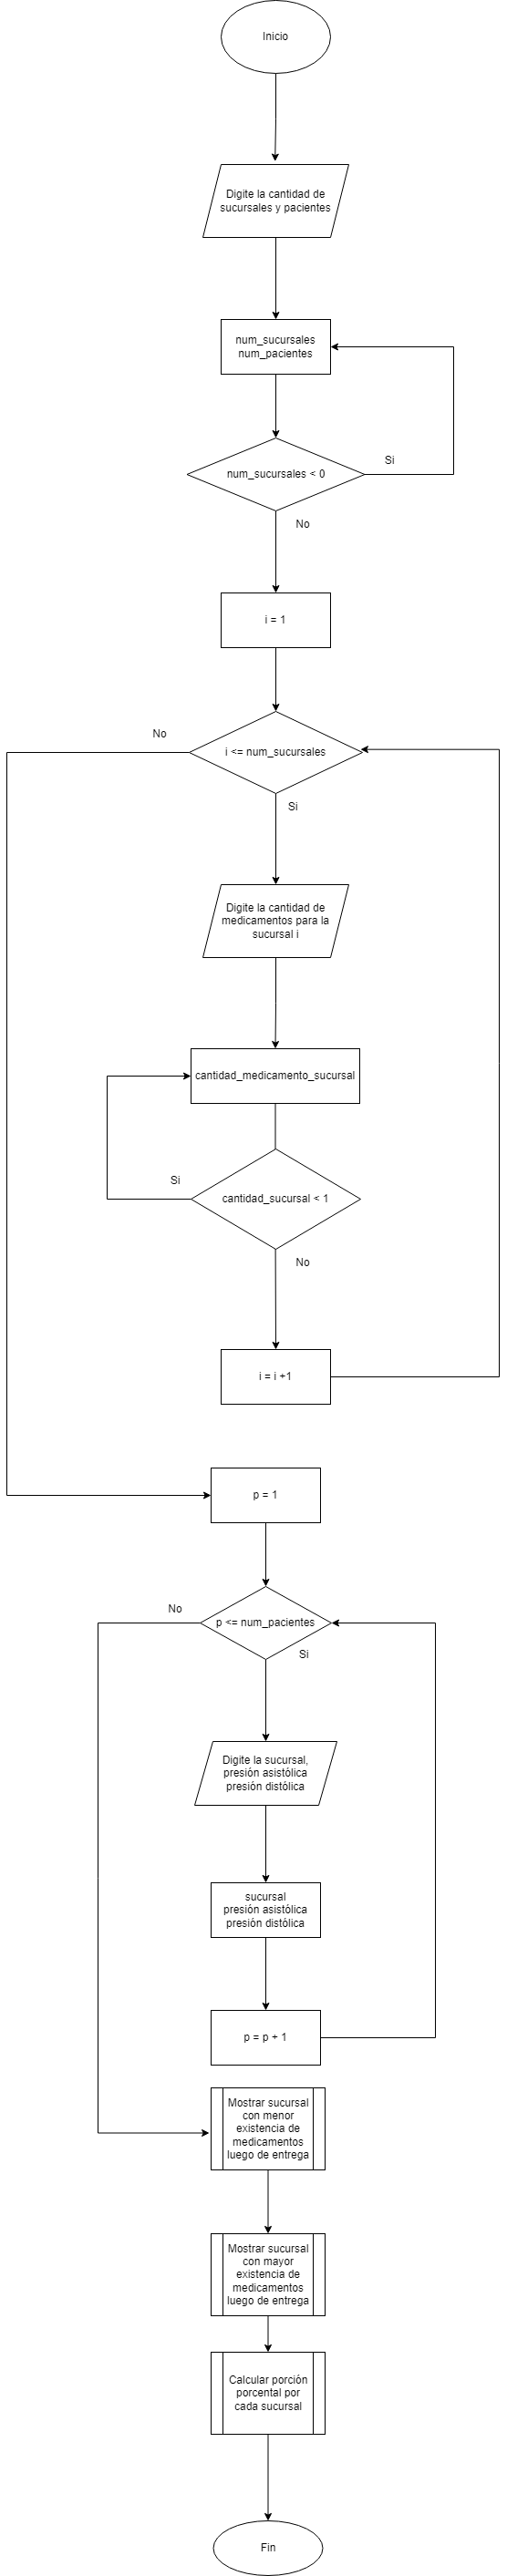 Inicio
Digite la cantidad de
sucursales y pacientes
num_sucursales
num_pacientes
num_sucursales < 0
Si
No
i = 1
No
i <= num_sucursales
Si
Digite la cantidad de
medicamentos para la
sucursal i
cantidad_medicamento_sucursal
Si
cantidad_sucursal < 1
No
i = i +1
p = 1
No
p <= num_pacientes
Si
Digite la sucursal,
presión asistólica
presión distólica
sucursal
presión asistólica
presión distólica
p = p + 1
Mostrar sucursal
con menor
existencia de
medicamentos
luego de entrega
Mostrar sucursal
con mayor
existencia de
medicamentos
luego de entrega
Calcular porción
porcental por
cada sucursal
Fin